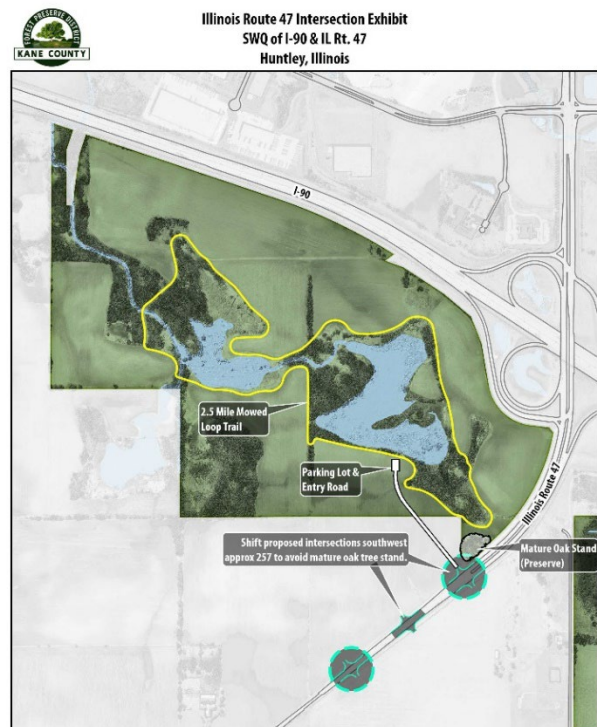 Illinois Route 47 Intersection Exhibit
SWQ of I-90 & IL Rt. 47
Huntley, Illinois
FOREST PRESERVE DISTRICT
KANE COUNTY
I-90
2.5 Mile Mowed
Loop Trail
Parking Lot &
Entry Road
Illinois Route 47
Shift proposed intersections southwest
approx 257 to avoid mature oak tree stand.
Mature Oak Stand
(Preserve)